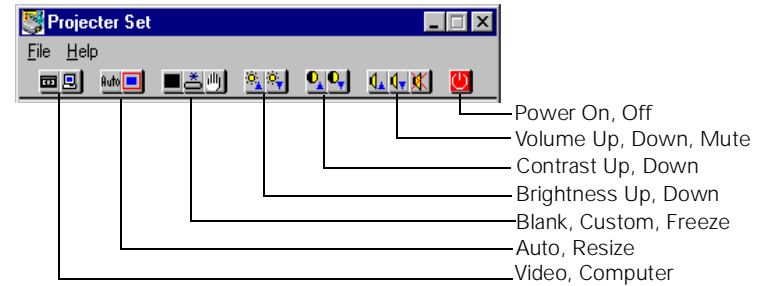 Projecter Set
File Help
Auto
Power On, Off
Volume Up, Down, Mute
Contrast Up, Down
Brightness Up, Down
Blank, Custom, Freeze
Auto, Resize
Video, Computer